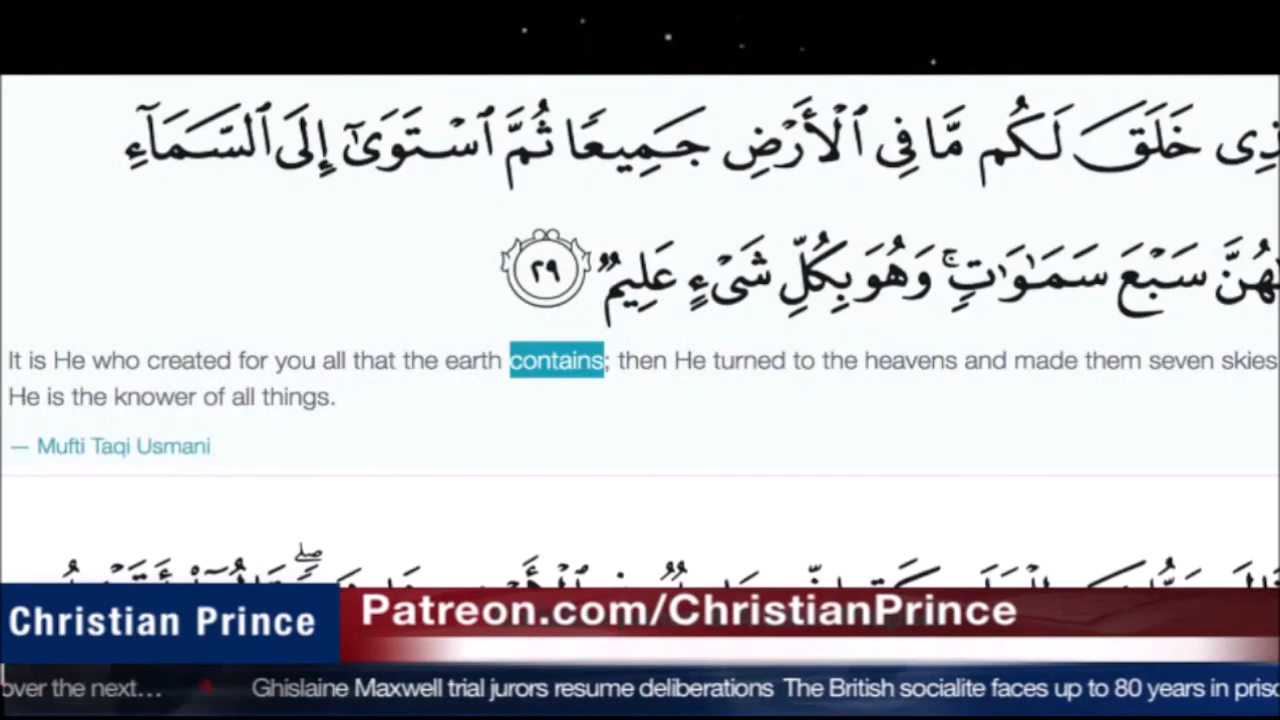 خَلَقَ لَكُم مَّا فِى ٱلْأَرْضِ جَمِيعًا ثُمَّ ٱسْتَوَىٰٓ إِلَى ٱلسَّمَآءِ
سَبْعَ سَمَـٰوَٰتٍۢ ۚ وَهُوَ بِكُلِّ شَىْءٍ عَلِيمٌۭ ٢٩
It is He who created for you all that the earth contains; then He turned to the heavens and made them seven skies
He is the knower of all things.
— Mufti Taqi Usmani
Christian Prince
Patreon.com/ChristianPrince
over the next... Ghislaine Maxwell trial jurors resume deliberations The British socialite faces up to 80 years in